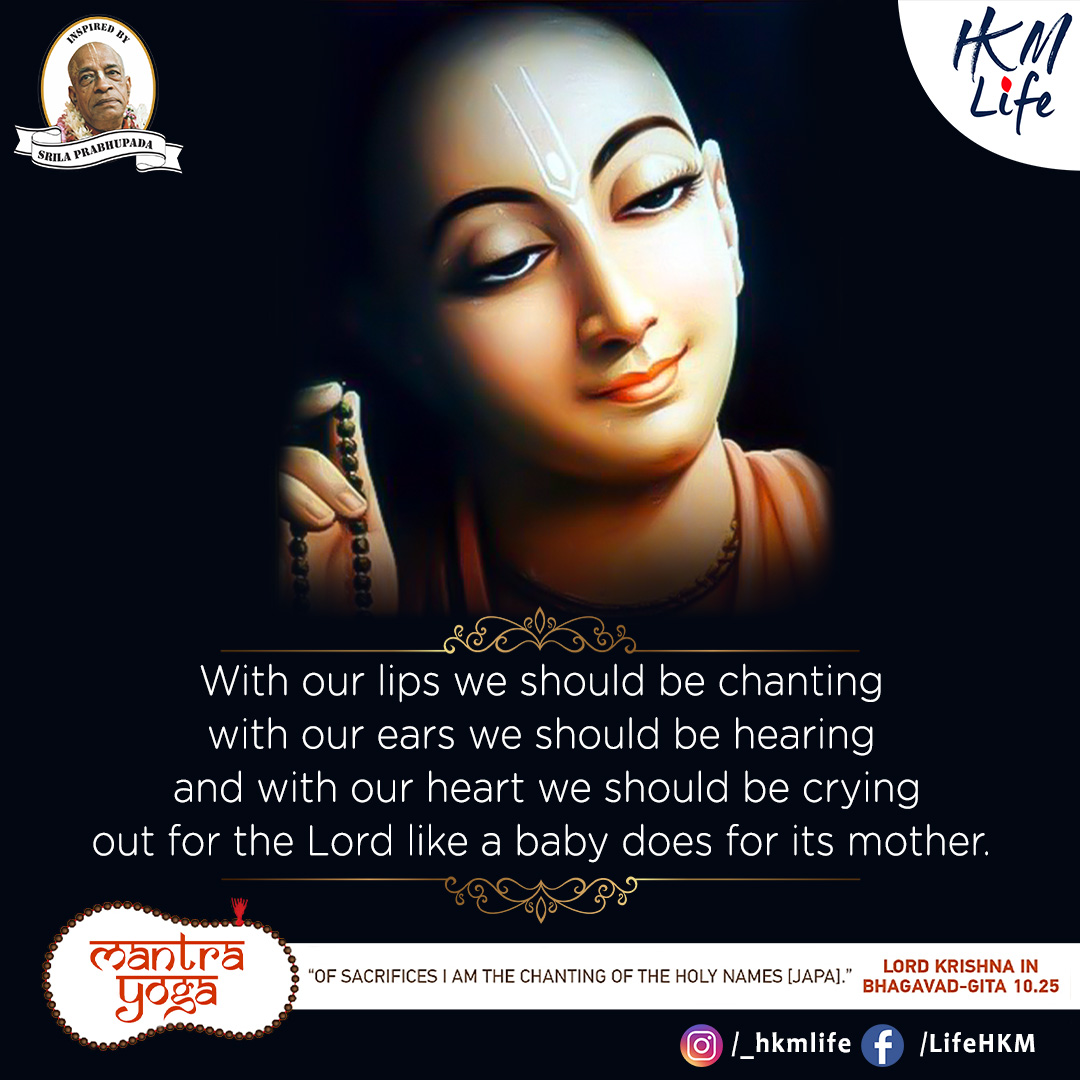 INSPIRED BY
SRILA PRABHUPADA
HKM
Life
With our lips we should be chanting
with our ears we should be hearing
and with our heart we should be crying
out for the Lord like a baby does for its mother.
mantra
yoga
“OF SACRIFICES I AM THE CHANTING OF THE HOLY NAMES [JAPA].”
LORD KRISHNA IN
BHAGAVAD-GITA 10.25
/_hkmlife
/LifeHKM